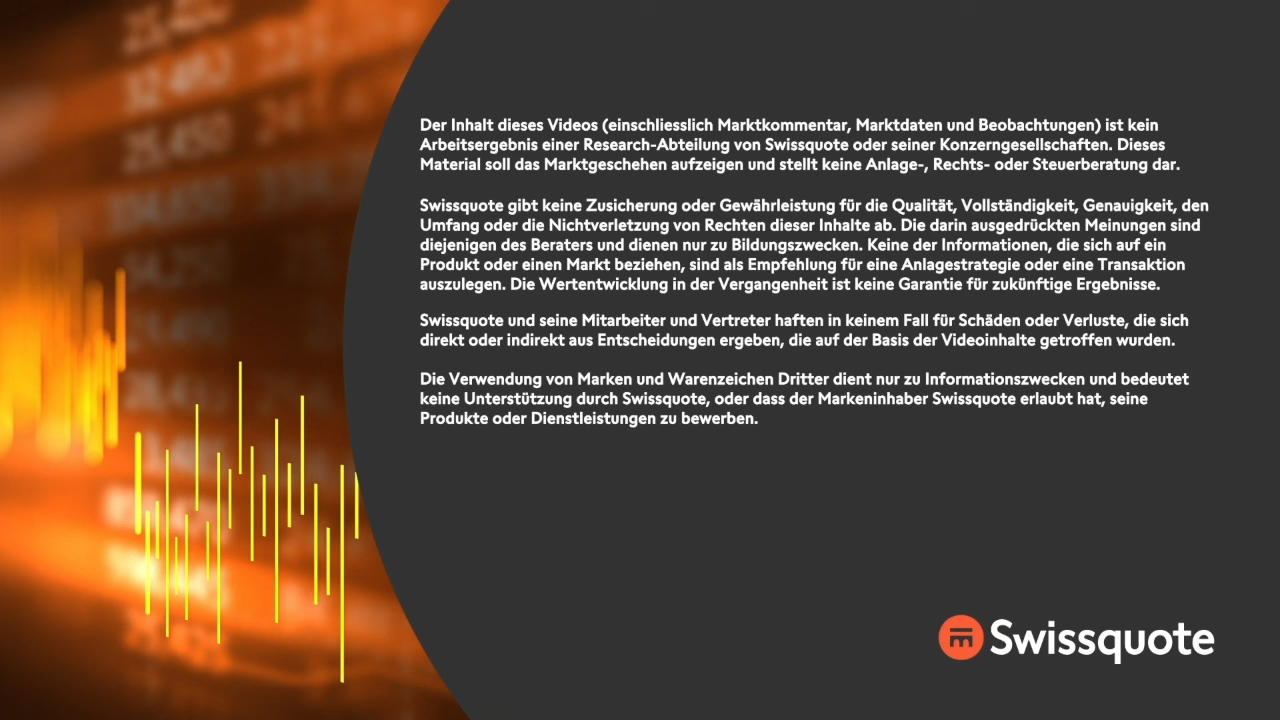 Der Inhalt dieses Videos (einschliesslich Marktkommentar, Marktdaten und Beobachtungen) ist kein
Arbeitsergebnis einer Research-Abteilung von Swissquote oder seiner Konzerngesellschaften. Dieses
Material soll das Marktgeschehen aufzeigen und stellt keine Anlage-, Rechts- oder Steuerberatung dar.
Swissquote gibt keine Zusicherung oder Gewährleistung für die Qualität, Vollständigkeit, Genauigkeit, den
Umfang oder die Nichtverletzung von Rechten dieser Inhalte ab. Die darin ausgedrückten Meinungen sind
diejenigen des Beraters und dienen nur zu Bildungszwecken. Keine der Informationen, die sich auf ein
Produkt oder einen Markt beziehen, sind als Empfehlung für eine Anlagestrategie oder eine Transaktion
auszulegen. Die Wertentwicklung in der Vergangenheit ist keine Garantie für zukünftige Ergebnisse.
Swissquote und seine Mitarbeiter und Vertreter haften in keinem Fall für Schäden oder Verluste, die sich
direkt oder indirekt aus Entscheidungen ergeben, die auf der Basis der Videoinhalte getroffen wurden.
Die Verwendung von Marken und Warenzeichen Dritter dient nur zu Informationszwecken und bedeutet
keine Unterstützung durch Swissquote, oder dass der Markeninhaber Swissquote erlaubt hat, seine
Produkte oder Dienstleistungen zu bewerben.
Swissquote